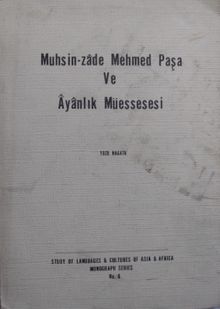 Muhsin-zâde Mehmed Paşa
Ve
Âyânlık Müessesesi
YUZO NAGATA
STUDY OF LANGUAGES & CULTURES OF ASIA & AFRICA
MONOGRAPH SERIES
No. 6